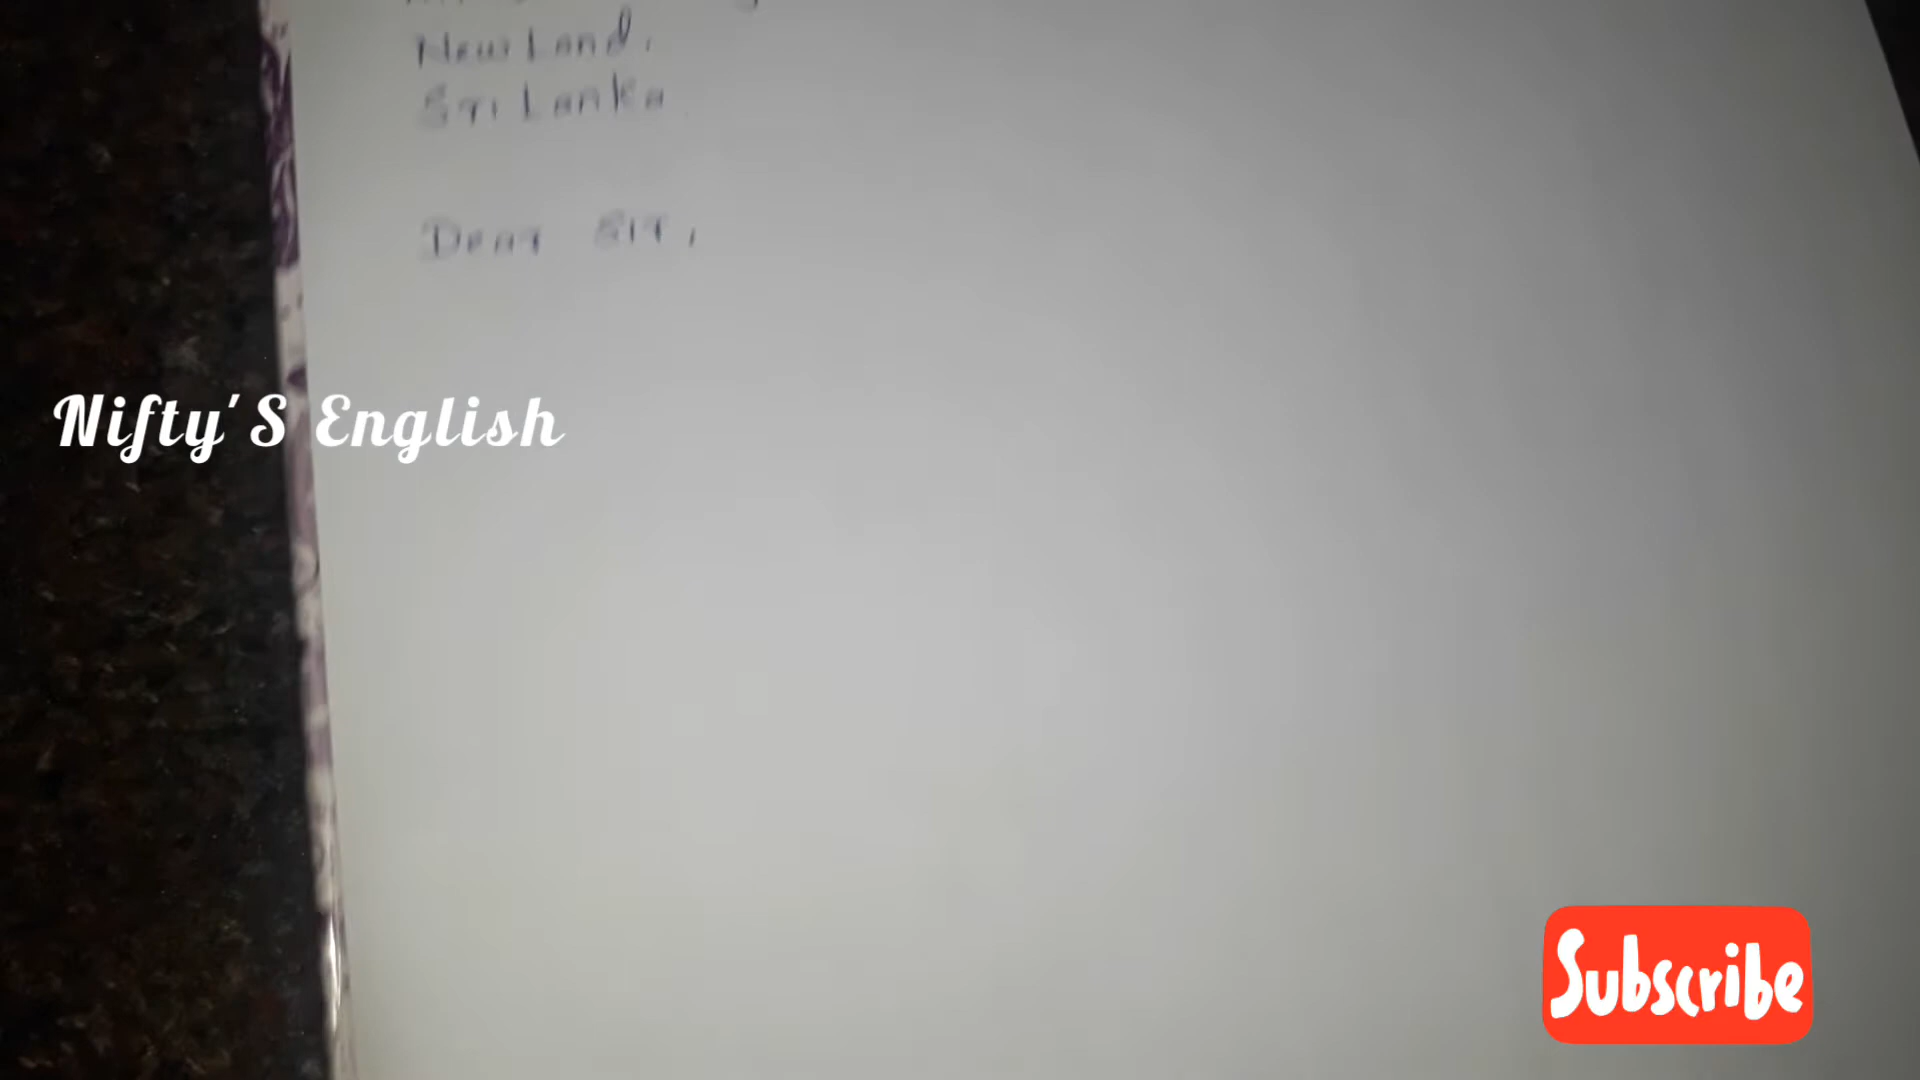 New Land.
Sri Lanka.
Dear Sir,
Nifty'S English
Subscribe